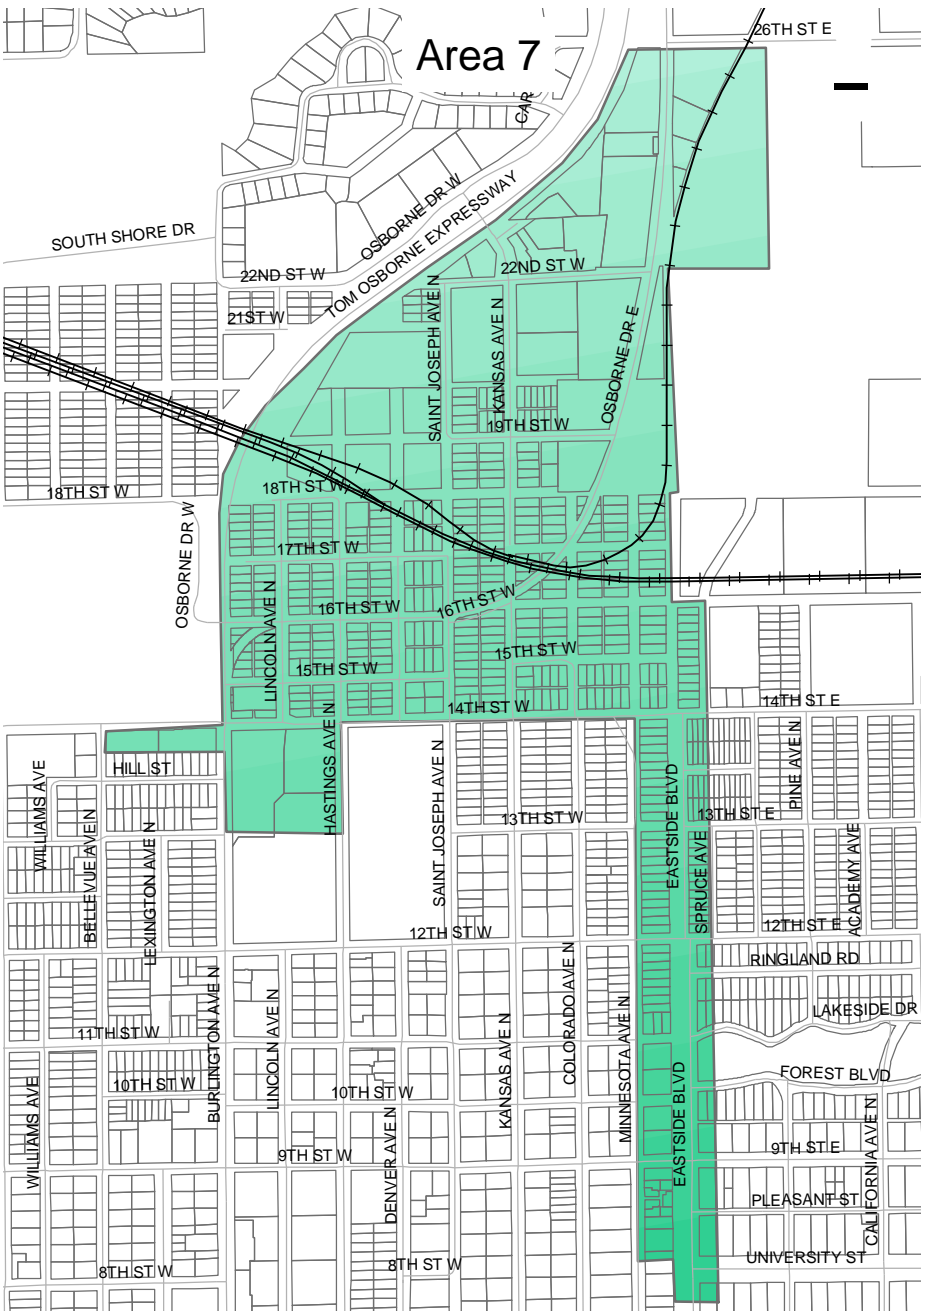 26TH ST E
Area 7
CAR
OSBORNE DR W
TOM OSBORNE EXPRESSWAY
SOUTH SHORE DR
22ND ST W
22ND ST W
21ST W
SAINT JOSEPH AVE N
KANSAS AVE N
OSBORNE DR E
19TH ST W
18TH ST W
18TH ST W
OSBORNE DR W
17TH ST W
LINCOLN AVE N
16TH ST W
16TH ST W
15TH ST W
15TH ST W
14TH ST W
14TH ST E
HASTINGS AVE N
HILL ST
WILLIAMS AVE
BELLEVUE AVE N
LEXINGTON AVE N
SAINT JOSEPH AVE N
13TH ST W
EASTSIDE BLVD
13TH ST E
PINE AVE N
SPRUCE AVE
ACADEMY AVE
12TH ST W
12TH ST E
RINGLAND RD
LAKESIDE DR
11TH ST W
BURLINGTON AVE N
LINCOLN AVE N
COLORADO AVE N
KANSAS AVE N
MINNESOTA AVE N
10TH ST W
10TH ST W
FOREST BLVD
WILLIAMS AVE
DENVER AVE N
EASTSIDE BLVD
9TH ST W
9TH ST E
CALIFORNIA AVE N
PLEASANT ST
8TH ST W
8TH ST W
UNIVERSITY ST